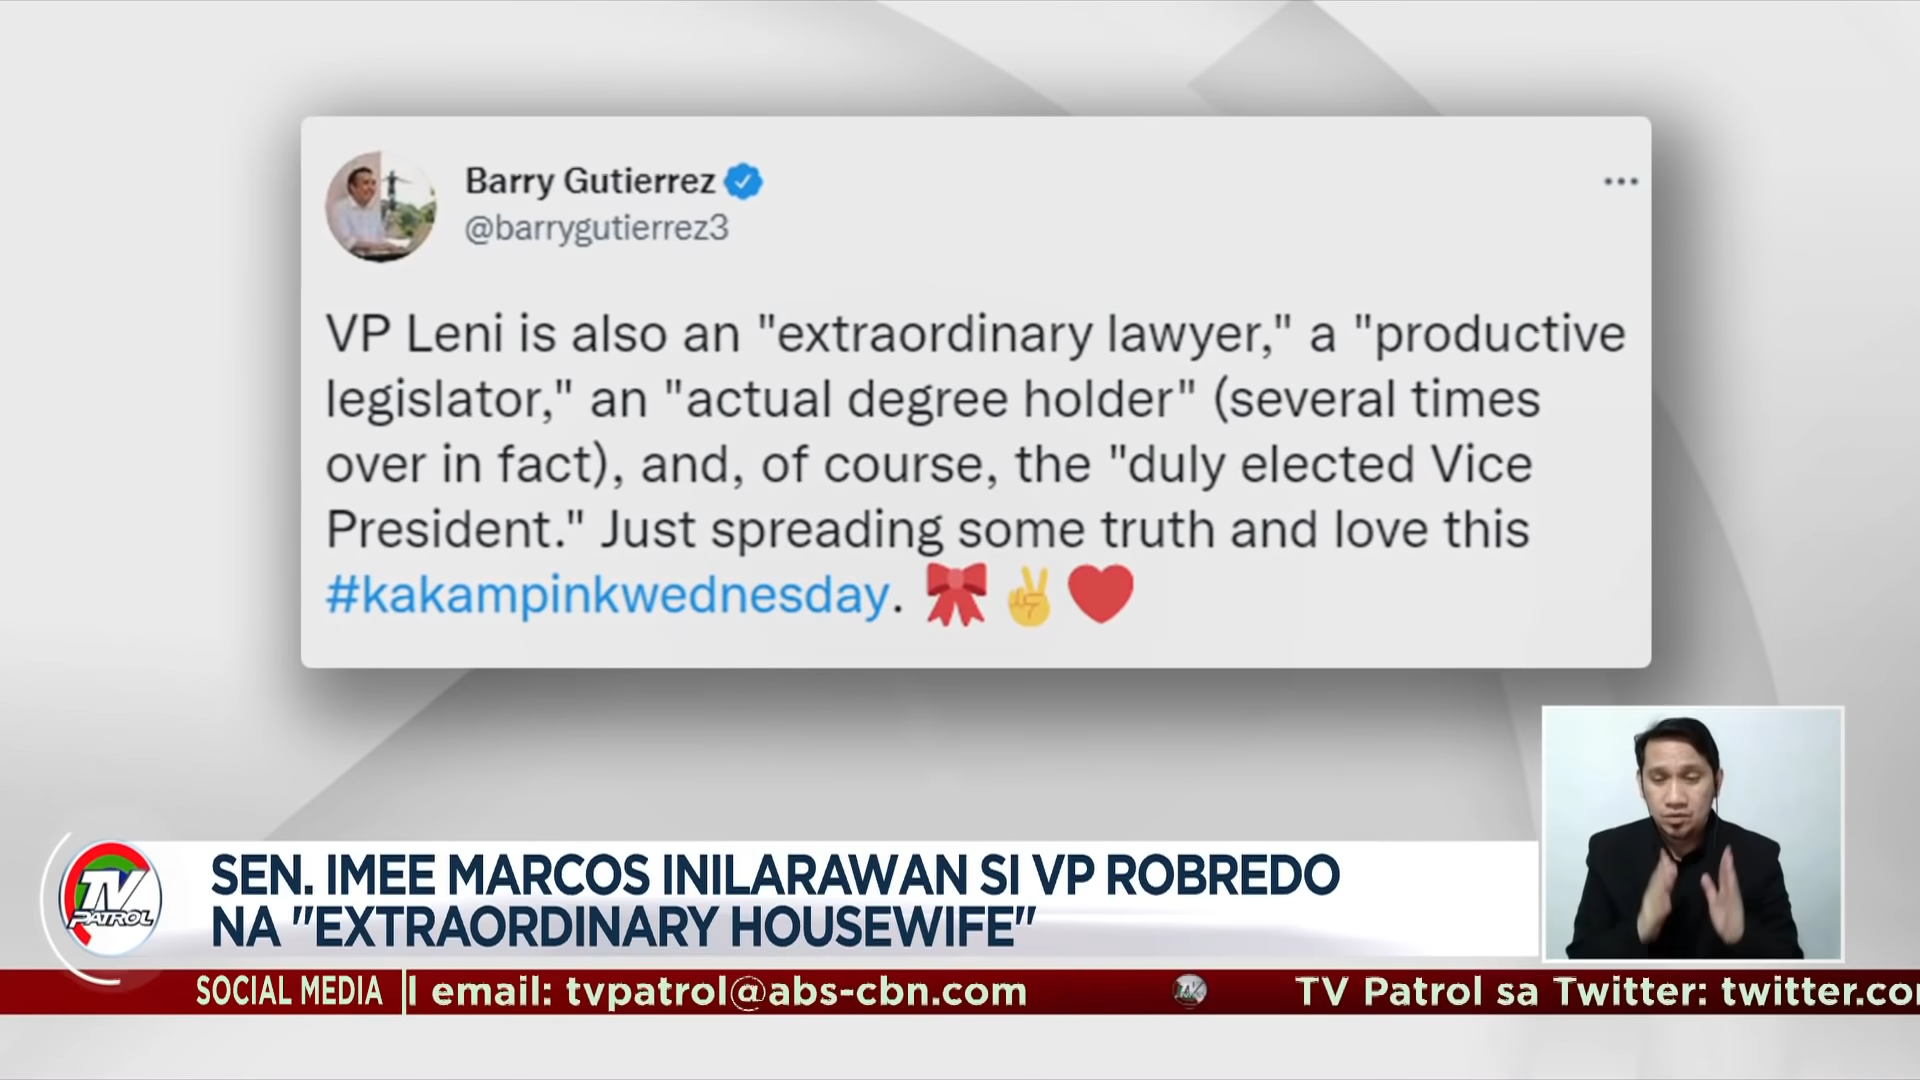 Barry Gutierrez
@barrygutierrez3
VP Leni is also an "extraordinary lawyer," a "productive
legislator," an "actual degree holder" (several times
over in fact), and, of course, the "duly elected Vice
President." Just spreading some truth and love this
#kakampinkwednesday. 🎀✌️❤️
SEN. IMEE MARCOS INILARAWAN SI VP ROBREDO
NA "EXTRAORDINARY HOUSEWIFE"
TV PATROL
SOCIAL MEDIA | email: tvpatrol@abs-cbn.com TV Patrol sa Twitter: twitter.co